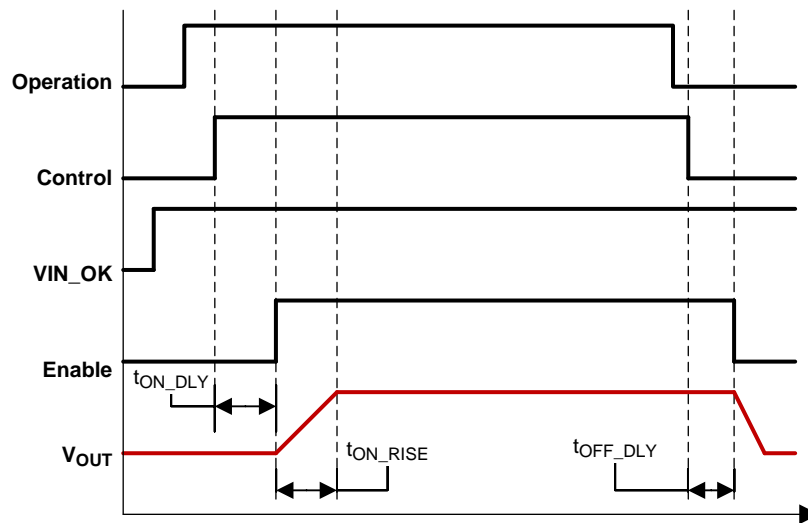 Operation
Control
VIN_OK
Enable
tON_DLY
VOUT
tON_RISE
tOFF_DLY